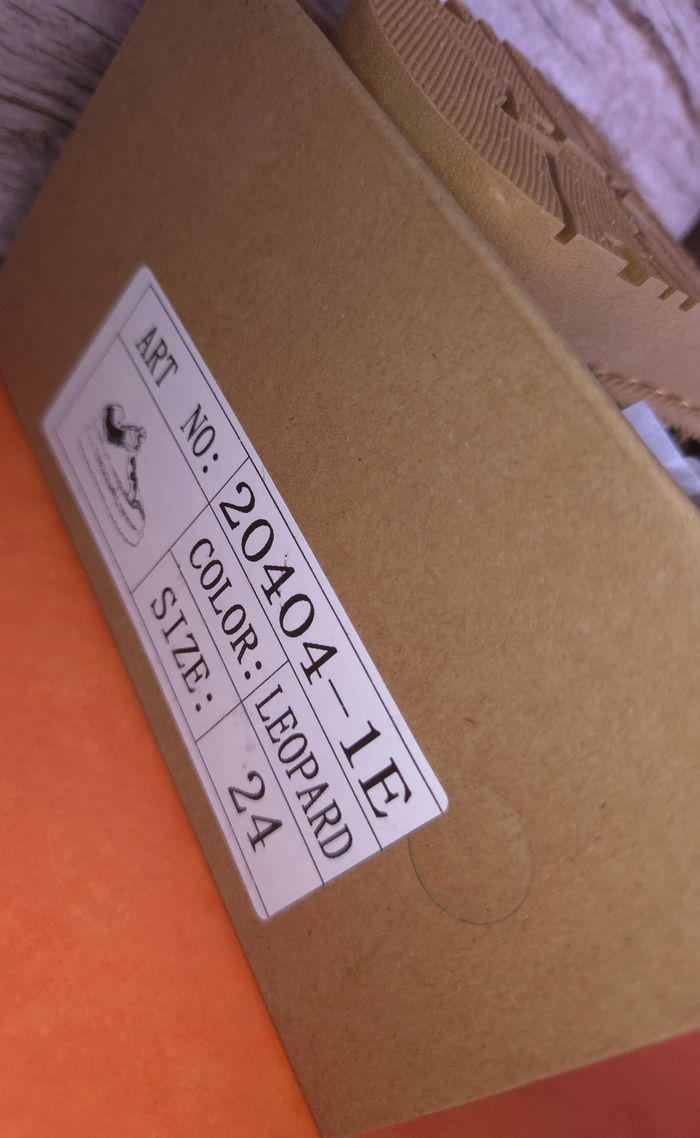 ART NO: 20404-1E
COLOR: LEOPARD
SIZE: 24